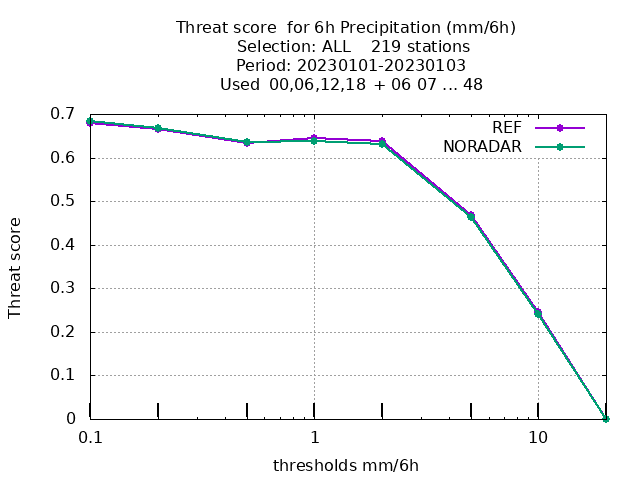 Threat score  for 6h Precipitation (mm/6h)
Selection: ALL    219 stations
Period: 20230101-20230103
Used  00,06,12,18  + 06 07 ... 48
0.7
0.6
0.5
0.4
0.3
0.2
0.1
0
Threat score
REF
NORADAR
0.1
1
10
thresholds mm/6h